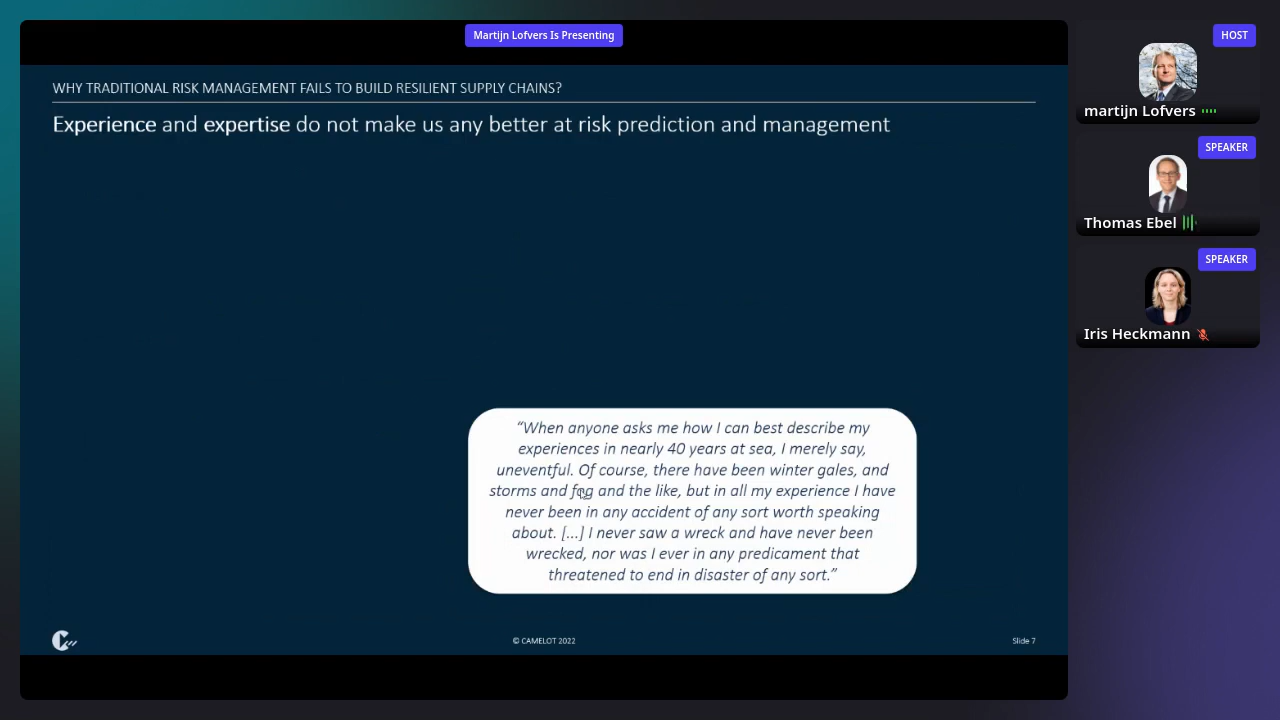 Martijn Lofvers Is Presenting
HOST
martijn Lofvers
SPEAKER
Thomas Ebel
SPEAKER
Iris Heckmann
WHY TRADITIONAL RISK MANAGEMENT FAILS TO BUILD RESILIENT SUPPLY CHAINS?
Experience and expertise do not make us any better at risk prediction and management
“When anyone asks me how I can best describe my
experiences in nearly 40 years at sea, I merely say,
uneventful. Of course, there have been winter gales, and
storms and fog and the like, but in all my experience I have
never been in any accident of any sort worth speaking
about. [...] I never saw a wreck and have never been
wrecked, nor was I ever in any predicament that
threatened to end in disaster of any sort.”
© CAMELOT 2022
Slide 7